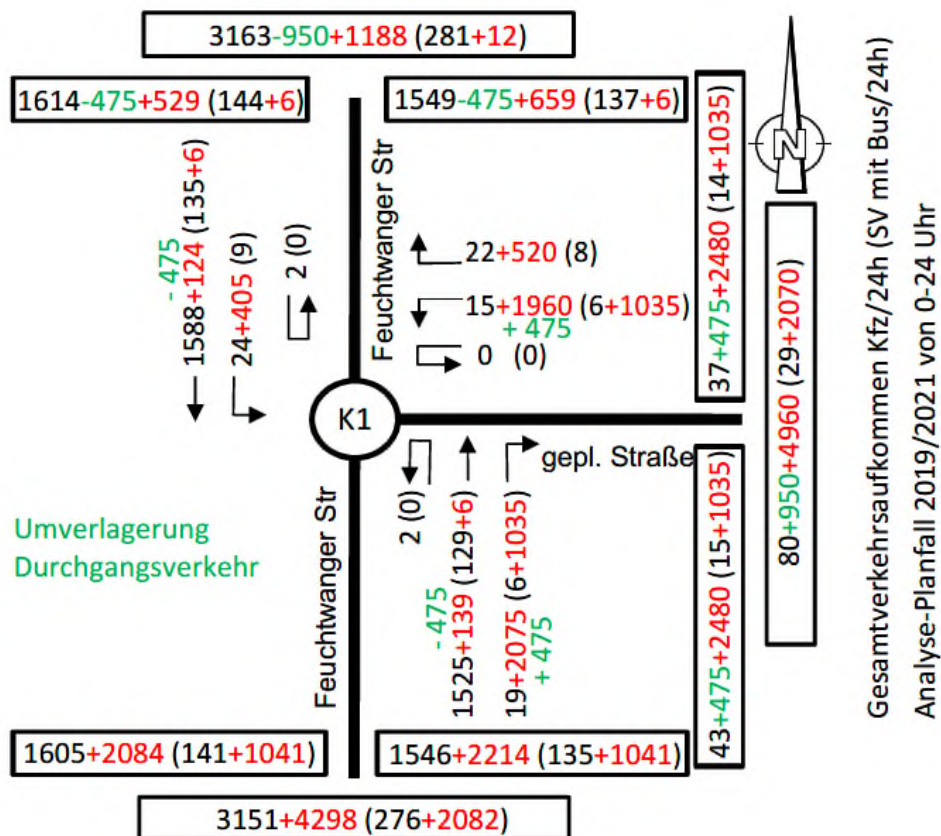 3163-950+1188 (281+12)
1614-475+529 (144+6)
1549-475+659 (137+6)
- 475
1588+124 (135+6)
24+405 (9)
2 (0)
Feuchtwanger Str
22+520 (8)
15+1960 (6+1035)
+ 475
0 (0)
37+475+2480 (14+1035)
N
80+950+4960 (29+2070)
Gesamtverkehrsaufkommen Kfz/24h (SV mit Bus/24h)
Analyse-Planfall 2019/2021 von 0-24 Uhr
K1
gepl. Straße
Umverlagerung
Durchgangsverkehr
Feuchtwanger Str
2 (0)
- 475
1525+139 (129+6)
19+2075 (6+1035)
+ 475
43+475+2480 (15+1035)
1605+2084 (141+1041)
1546+2214 (135+1041)
3151+4298 (276+2082)